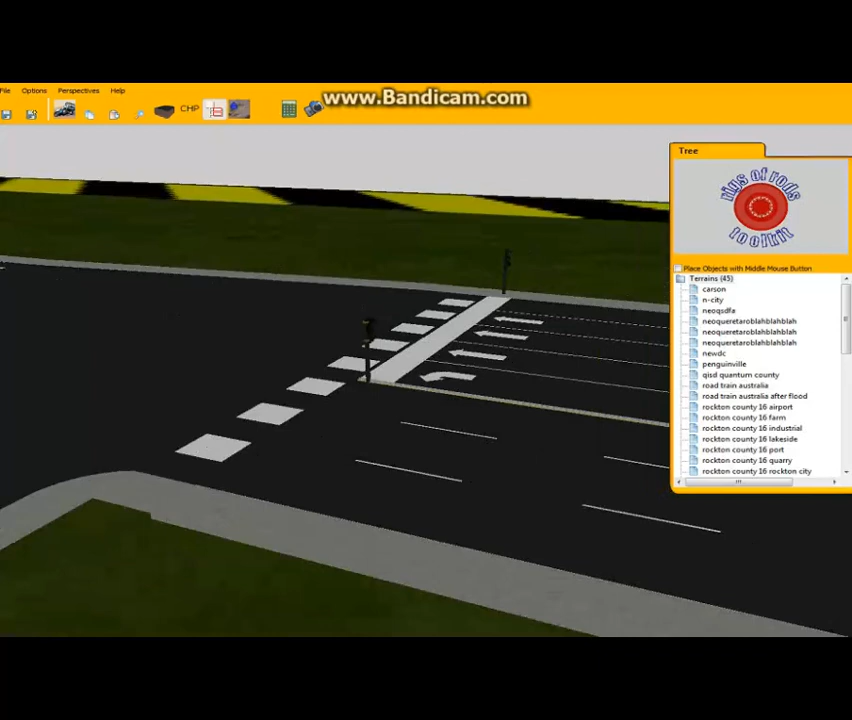 www.Bandicam.com
File
Options
Perspectives
Help
CHP
Tree
rigs of rods
toolkit
Place Objects with Middle Mouse Button
Terrains (45)
carson
n-city
neoqsdfa
neoqueretaroblahblahblah
neoqueretaroblahblahblah
neoqueretaroblahblahblah
newdc
penguinville
qisd quantum county
road train australia
road train australia after flood
rockton county 16 airport
rockton county 16 farm
rockton county 16 industrial
rockton county 16 lakeside
rockton county 16 port
rockton county 16 quarry
rockton county 16 rockton city